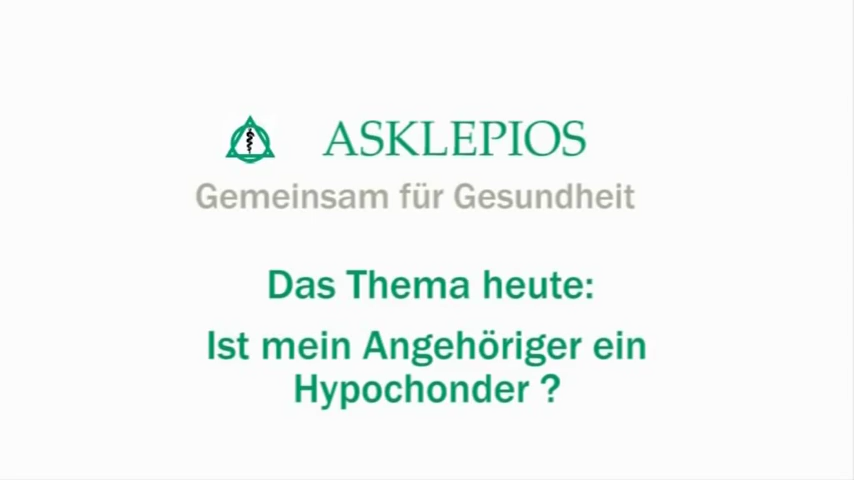 ASKLEPIOS
Gemeinsam für Gesundheit
Das Thema heute:
Ist mein Angehöriger ein
Hypochonder ?